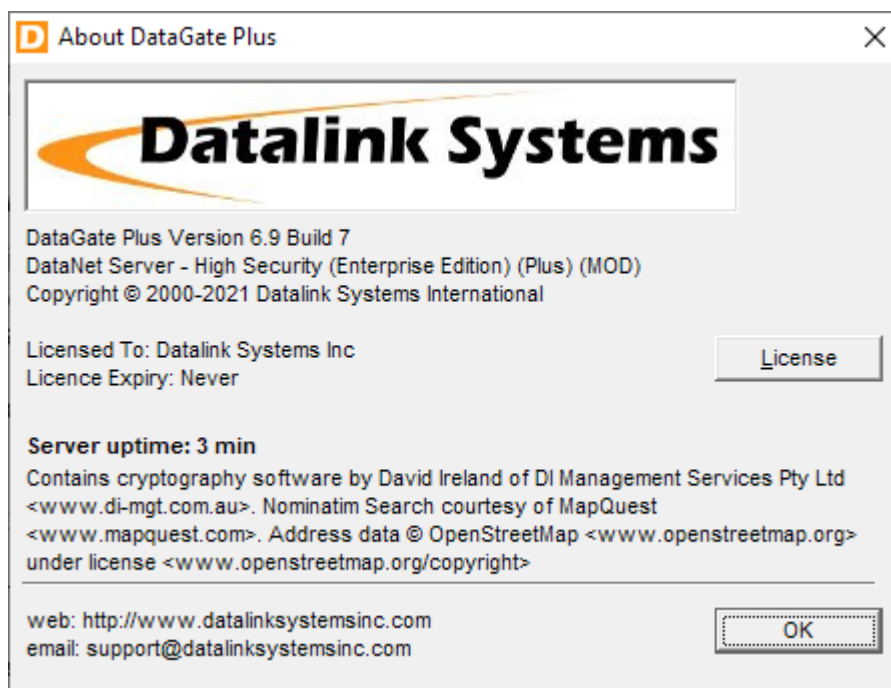 About DataGate Plus
Datalink Systems
DataGate Plus Version 6.9 Build 7
DataNet Server - High Security (Enterprise Edition) (Plus) (MOD)
Copyright © 2000-2021 Datalink Systems International
Licensed To: Datalink Systems Inc
Licence Expiry: Never
License
Server uptime: 3 min
Contains cryptography software by David Ireland of DI Management Services Pty Ltd
<www.di-mgt.com.au>. Nominatim Search courtesy of MapQuest
<www.mapquest.com>. Address data © OpenStreetMap <www.openstreetmap.org>
under license <www.openstreetmap.org/copyright>
web: http://www.datalinksystemsinc.com
email: support@datalinksystemsinc.com
OK